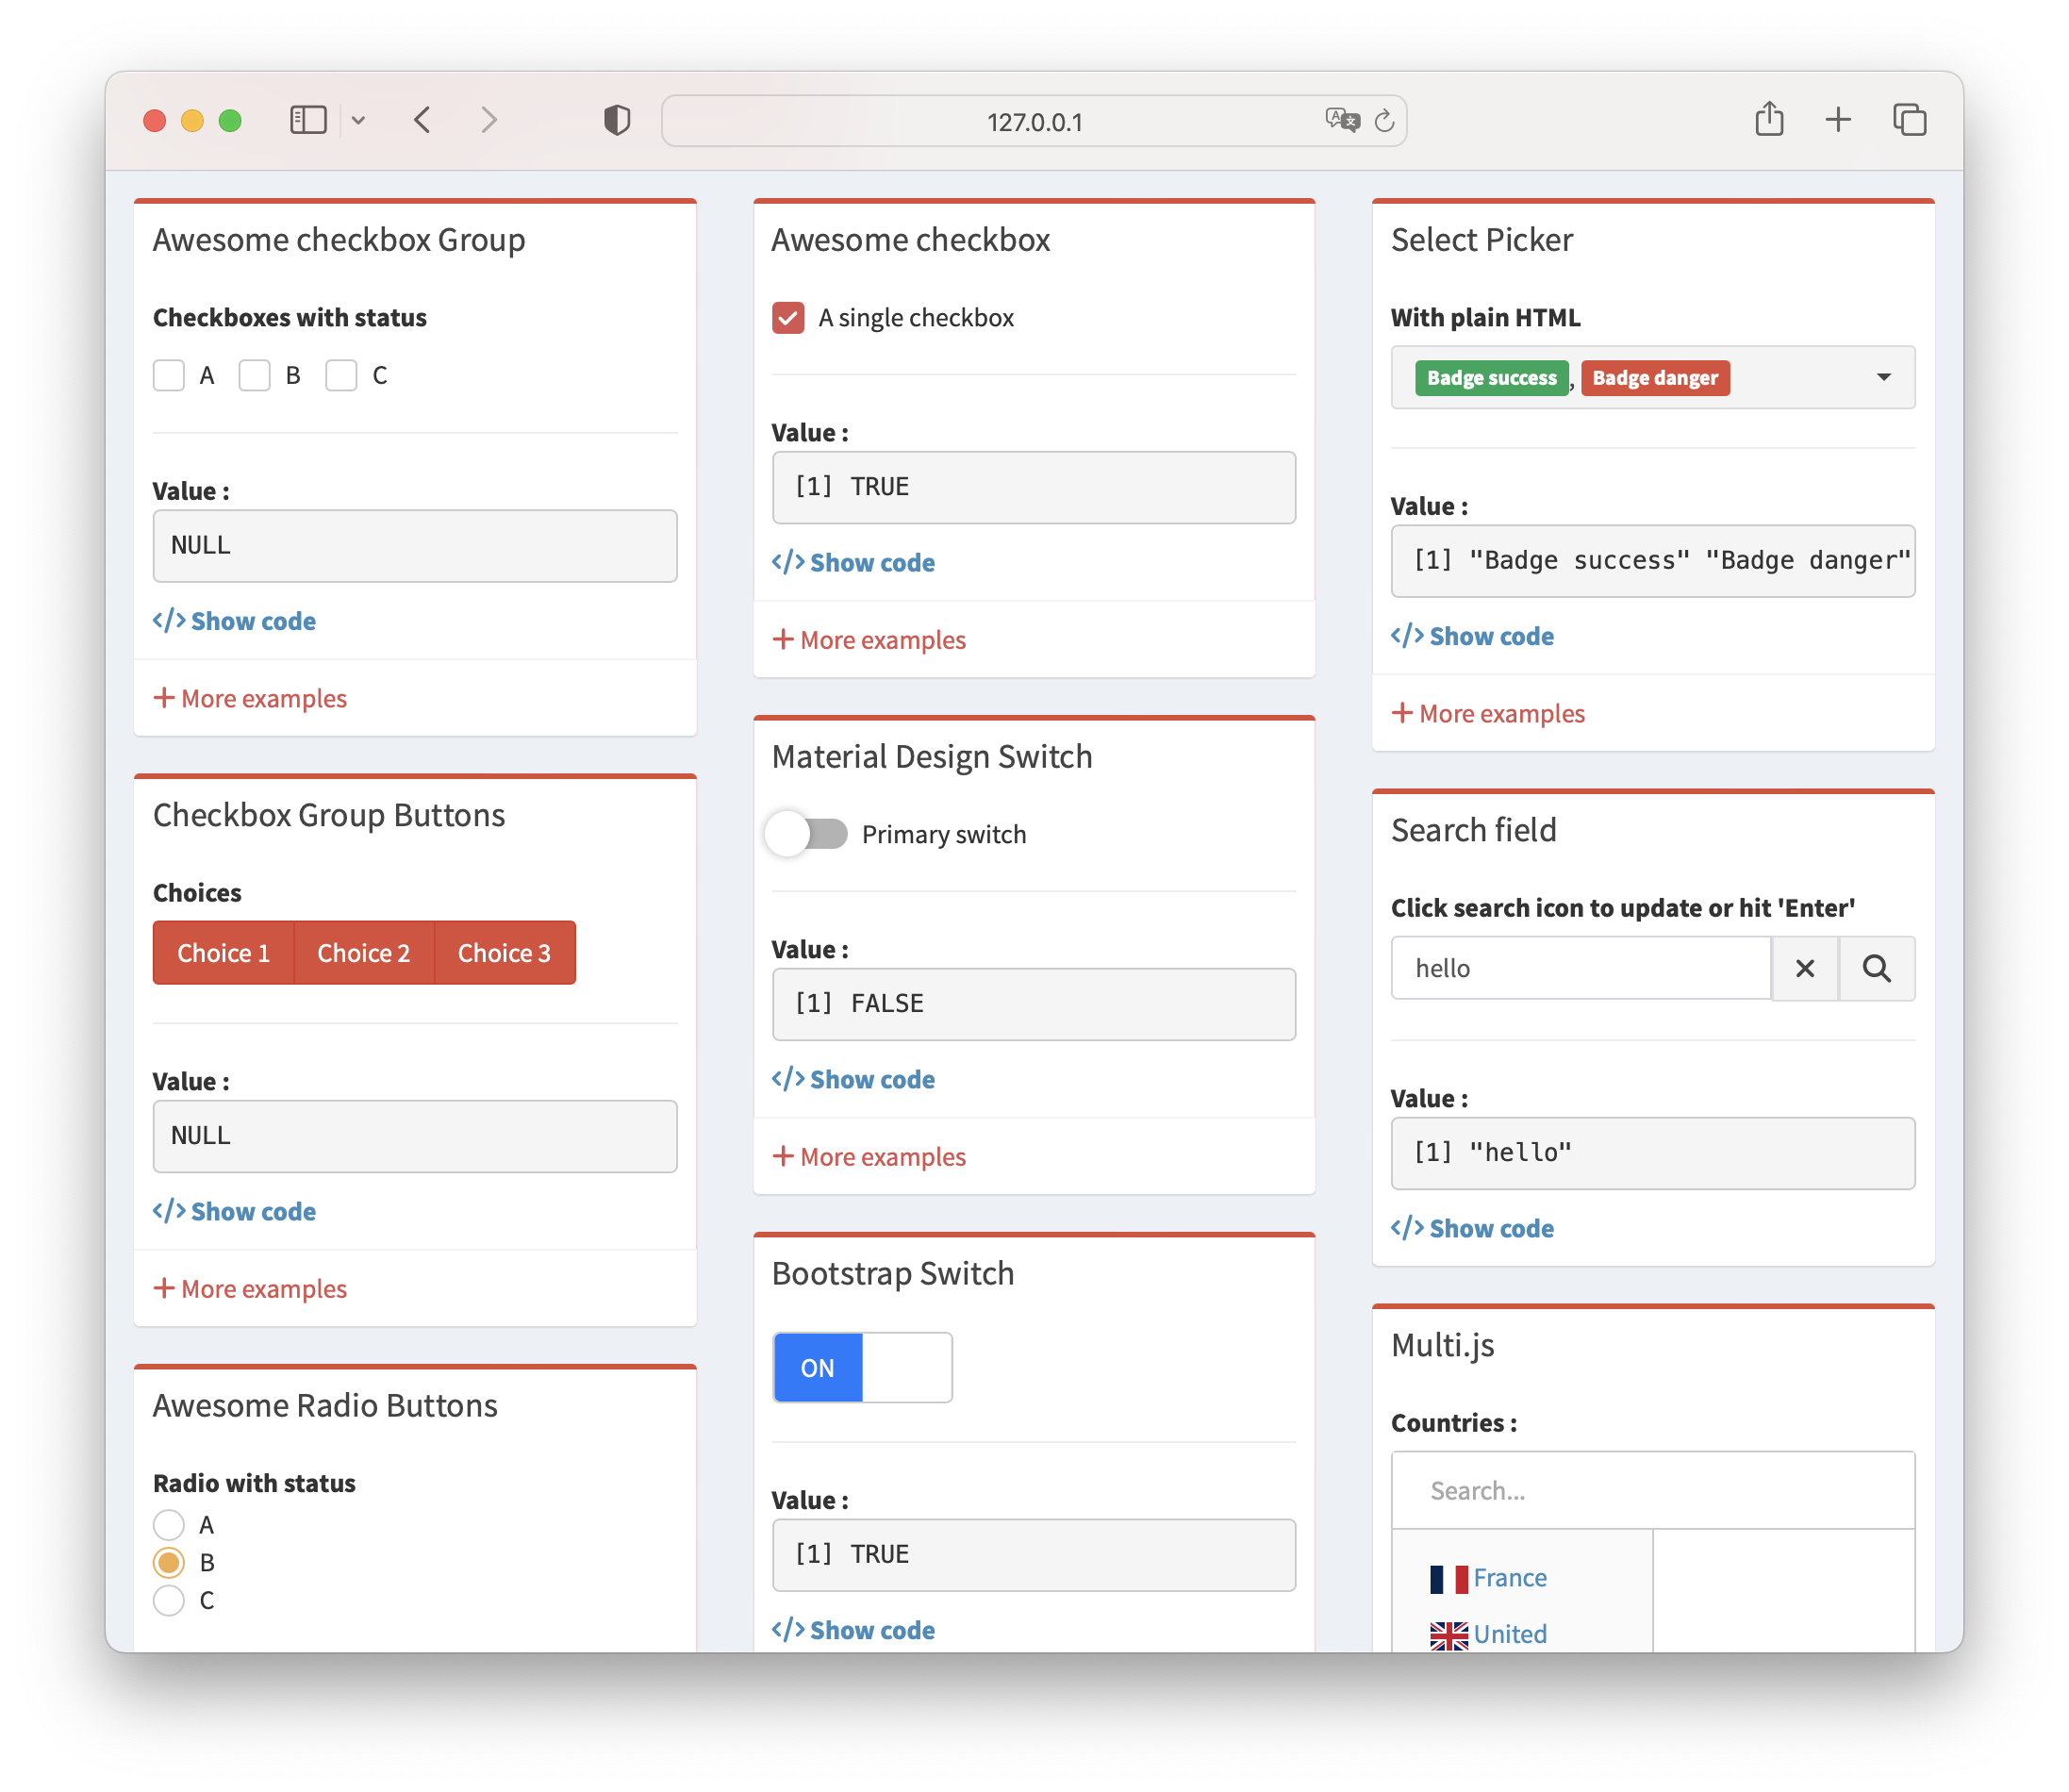 127.0.0.1
Awesome checkbox Group
Checkboxes with status
A B C
Value :
NULL
</> Show code
+ More examples
Checkbox Group Buttons
Choices
Choice 1 Choice 2 Choice 3
Value :
NULL
</> Show code
+ More examples
Awesome Radio Buttons
Radio with status
A
B
C
Awesome checkbox
A single checkbox
Value :
[1] TRUE
</> Show code
+ More examples
Material Design Switch
Primary switch
Value :
[1] FALSE
</> Show code
+ More examples
Bootstrap Switch
ON
Value :
[1] TRUE
</> Show code
Select Picker
With plain HTML
Badge success, Badge danger
Value :
[1] "Badge success" "Badge danger"
</> Show code
+ More examples
Search field
Click search icon to update or hit 'Enter'
hello
Value :
[1] "hello"
</> Show code
Multi.js
Countries :
Search...
France
United